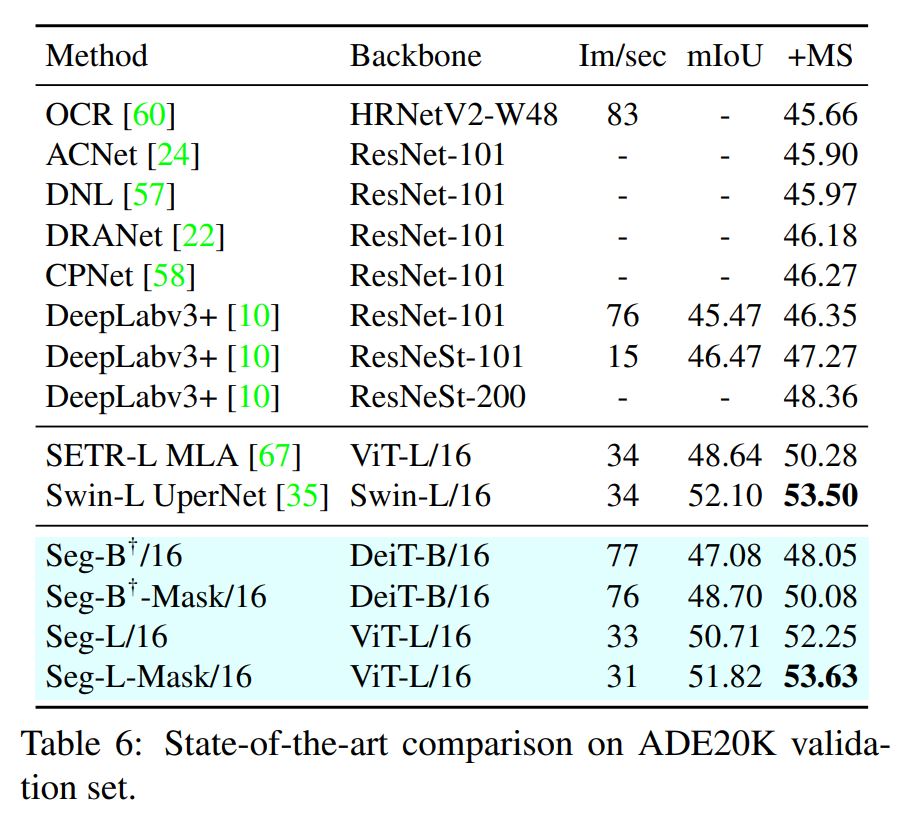 Method Backbone Im/sec mIoU +MS
OCR [60] HRNetV2-W48 83 - 45.66
ACNet [24] ResNet-101 - - 45.90
DNL [57] ResNet-101 - - 45.97
DRANet [22] ResNet-101 - - 46.18
CPNet [58] ResNet-101 - - 46.27
DeepLabv3+ [10] ResNet-101 76 45.47 46.35
DeepLabv3+ [10] ResNeSt-101 15 46.47 47.27
DeepLabv3+ [10] ResNeSt-200 - - 48.36
SETR-L MLA [67] ViT-L/16 34 48.64 50.28
Swin-L UperNet [35] Swin-L/16 34 52.10 53.50
Seg-B†/16 DeiT-B/16 77 47.08 48.05
Seg-B†-Mask/16 DeiT-B/16 76 48.70 50.08
Seg-L/16 ViT-L/16 33 50.71 52.25
Seg-L-Mask/16 ViT-L/16 31 51.82 53.63
Table 6: State-of-the-art comparison on ADE20K valida-
tion set.